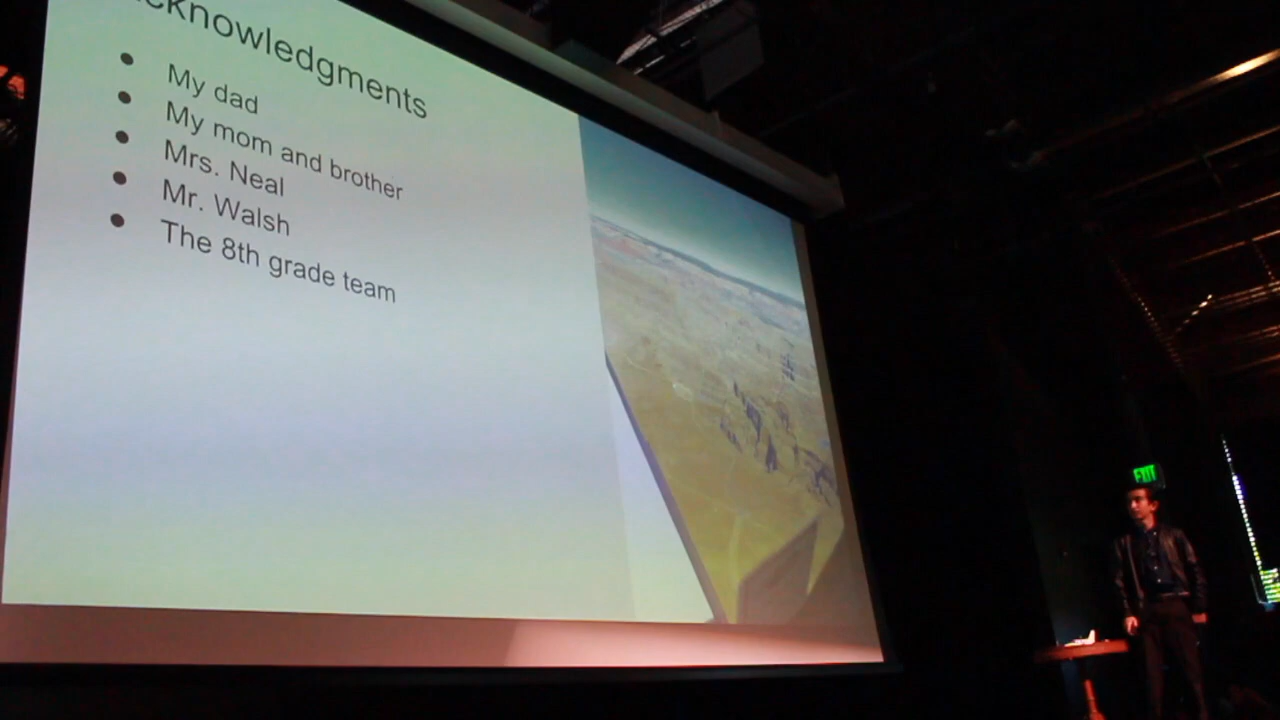 cknowledgments
My dad
My mom and brother
Mrs. Neal
Mr. Walsh
The 8th grade team
EXIT